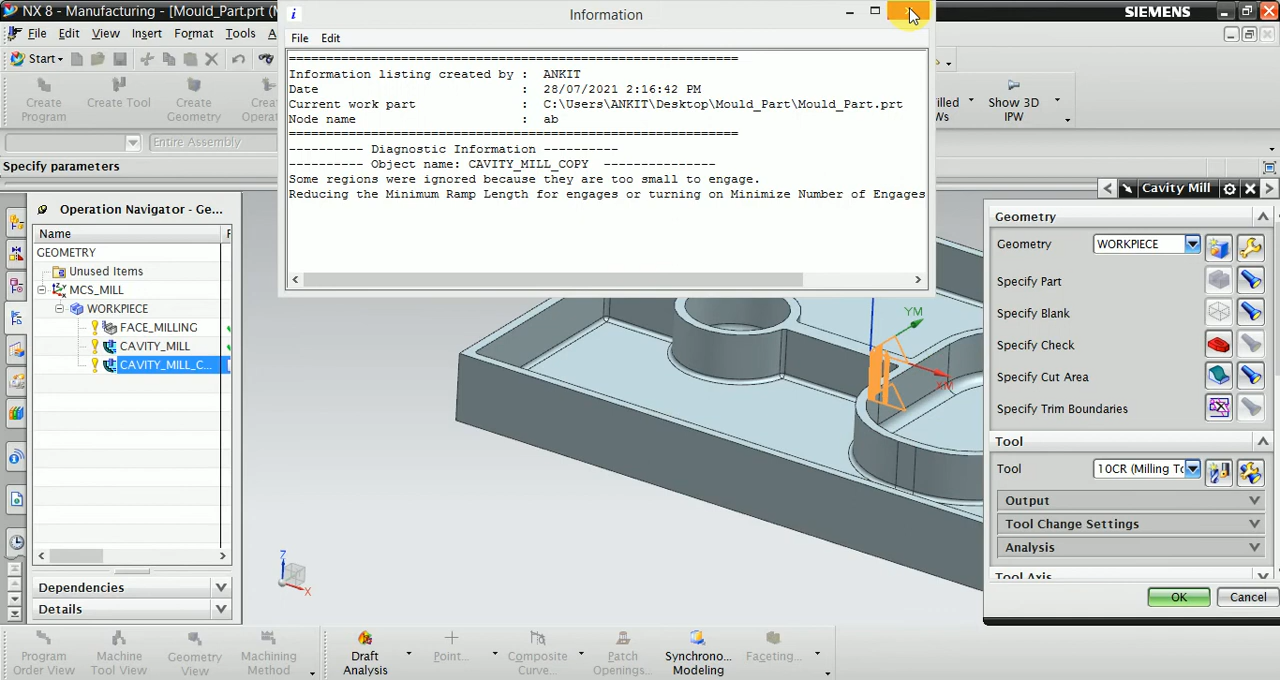 NX 8 - Manufacturing - [Mould_Part.prt (M
SIEMENS
File Edit View Insert Format Tools A
Start
Create Program
Create Tool
Create Geometry
Show 3D IPW
Entire Assembly
Specify parameters
Information
File Edit
==============================================================
Information listing created by : ANKIT
Date : 28/07/2021 2:16:42 PM
Current work part : C:\Users\ANKIT\Desktop\Mould_Part\Mould_Part.prt
Node name : ab
==============================================================
---------- Diagnostic Information ----------
---------- Object name: CAVITY_MILL_COPY ---------------
Some regions were ignored because they are too small to engage.
Reducing the Minimum Ramp Length for engages or turning on Minimize Number of Engages
Operation Navigator - Ge...
Name
GEOMETRY
Unused Items
MCS_MILL
WORKPIECE
FACE_MILLING
CAVITY_MILL
CAVITY_MILL_C...
Dependencies
Details
YM
XM
Z
X
Cavity Mill
Geometry
Geometry WORKPIECE
Specify Part
Specify Blank
Specify Check
Specify Cut Area
Specify Trim Boundaries
Tool
Tool 10CR (Milling To
Output
Tool Change Settings
Analysis
Tool Axis
OK Cancel
Program Order View
Machine Tool View
Geometry View
Machining Method
Draft Analysis
Point...
Composite Curve...
Patch Openings...
Synchrono... Modeling
Faceting...